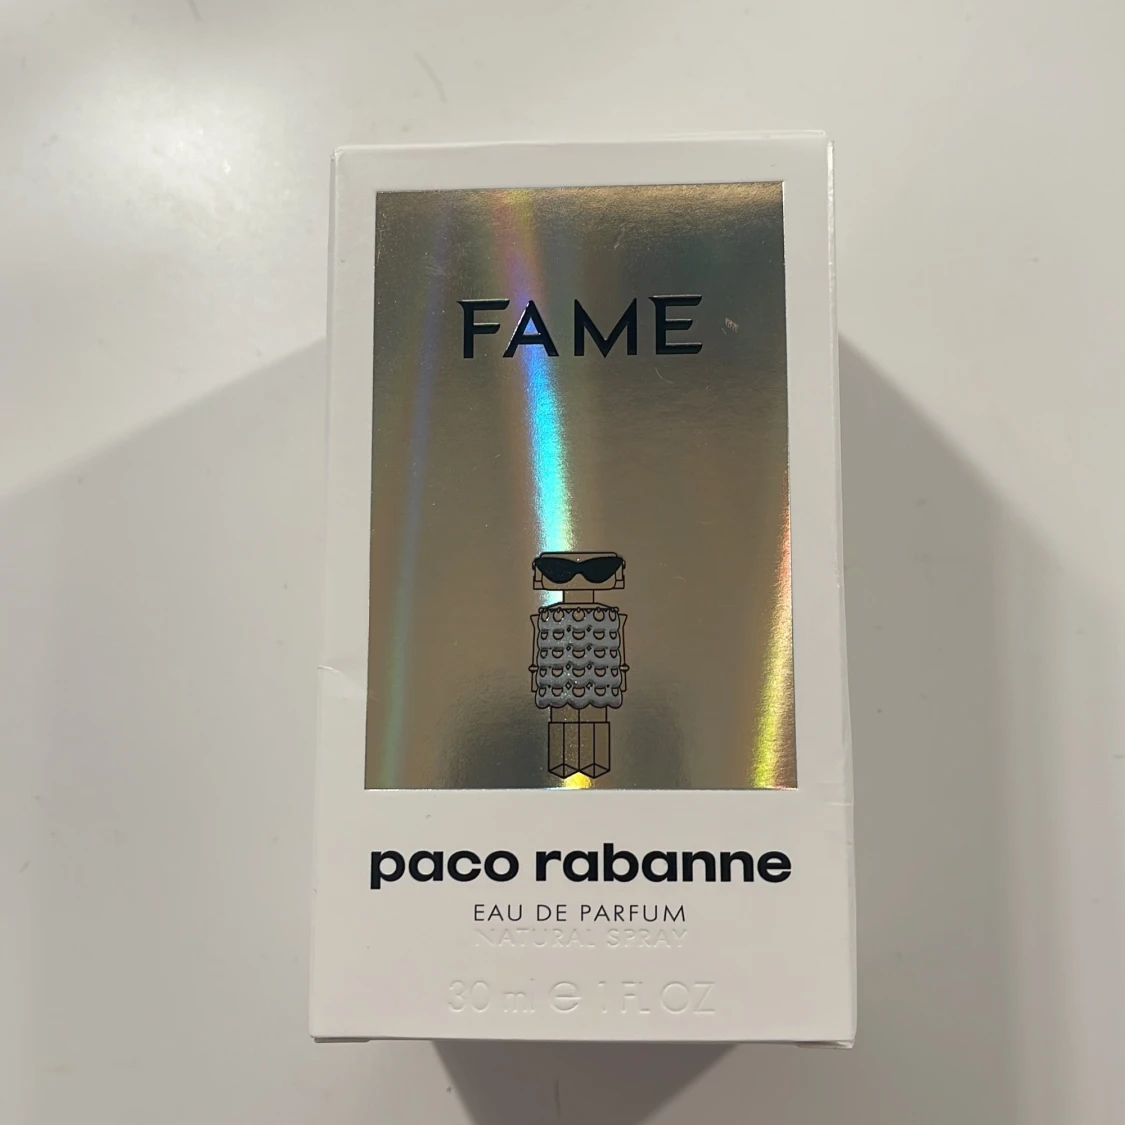 FAME
paco rabanne
EAU DE PARFUM
NATURAL SPRAY
30 ml e 1 FL OZ